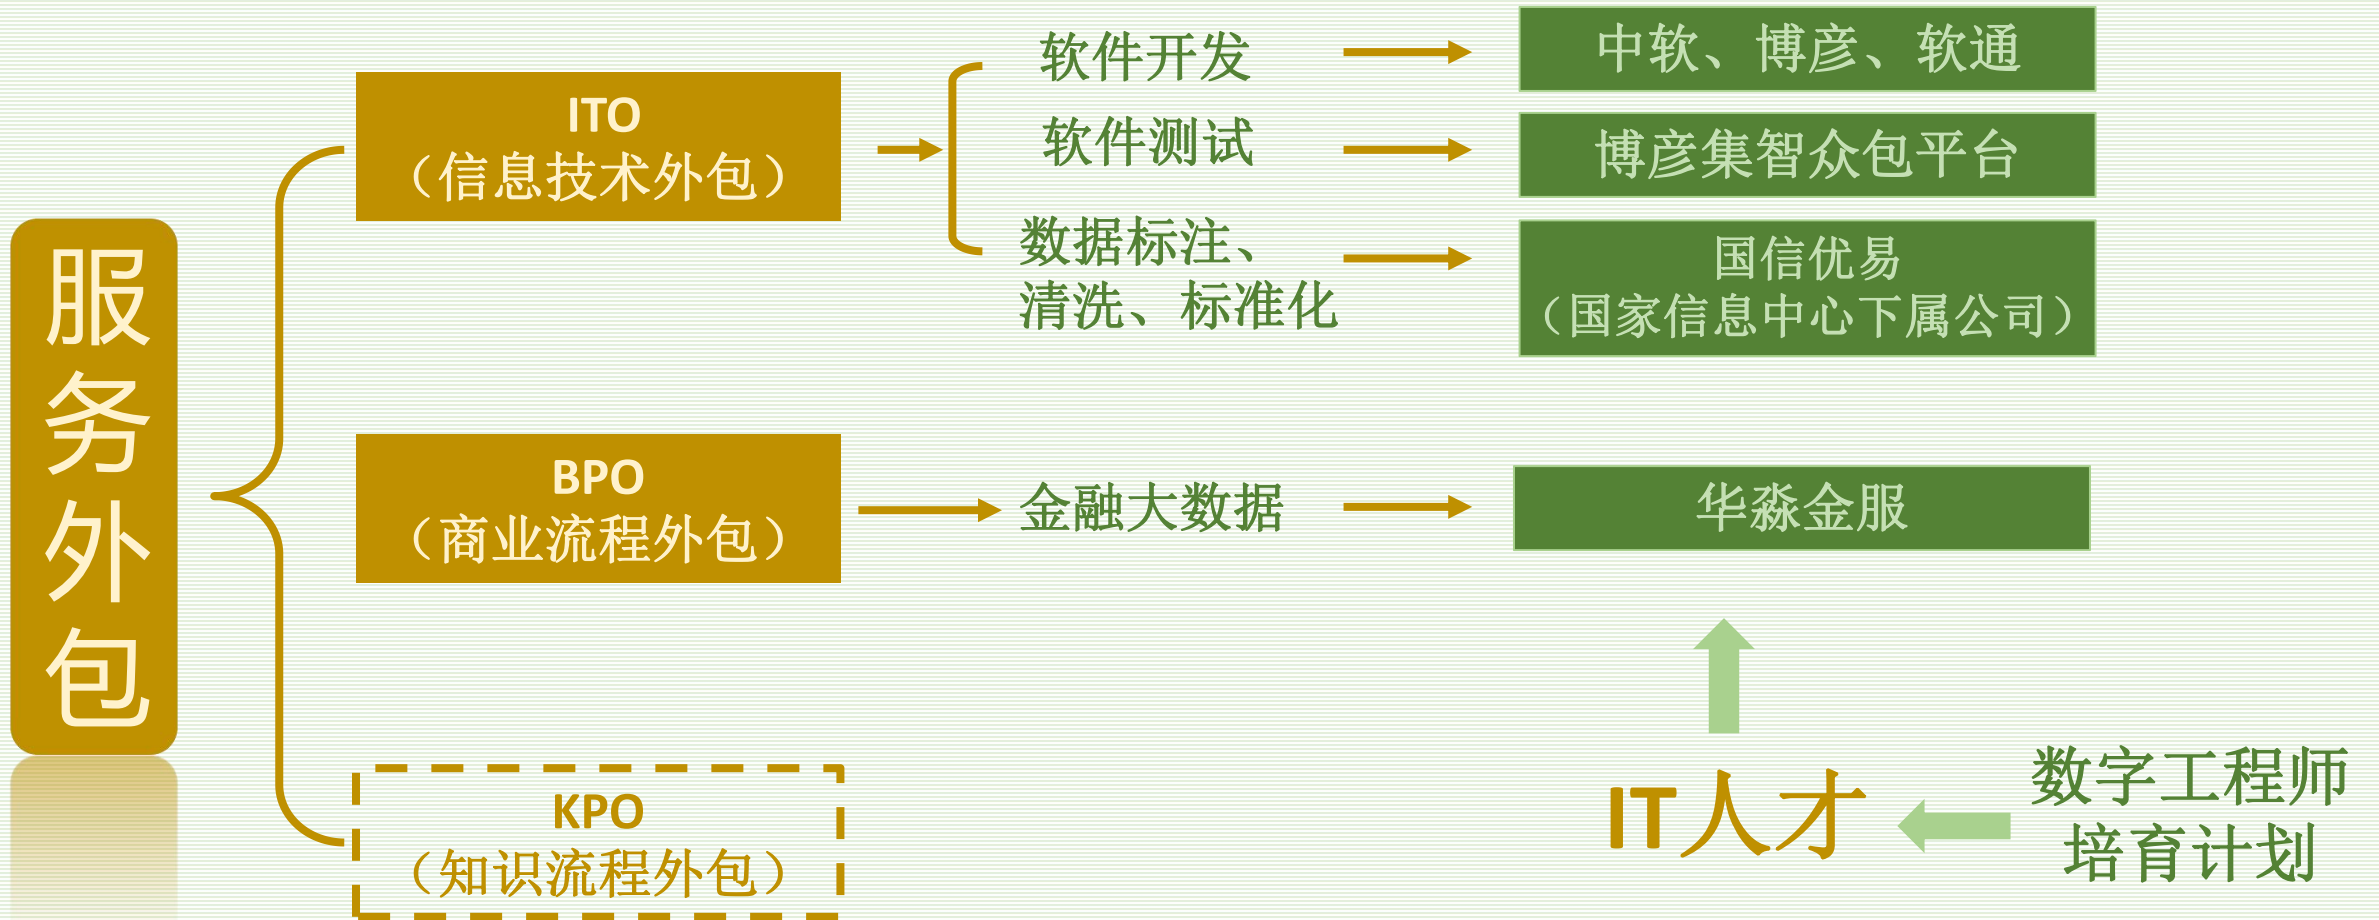 服务外包
ITO
（信息技术外包）
软件开发
中软、博彦、软通
软件测试
博彦集智众包平台
数据标注、
清洗、标准化
国信优易
（国家信息中心下属公司）
BPO
（商业流程外包）
金融大数据
华淼金服
KPO
（知识流程外包）
IT人才
数字工程师
培育计划